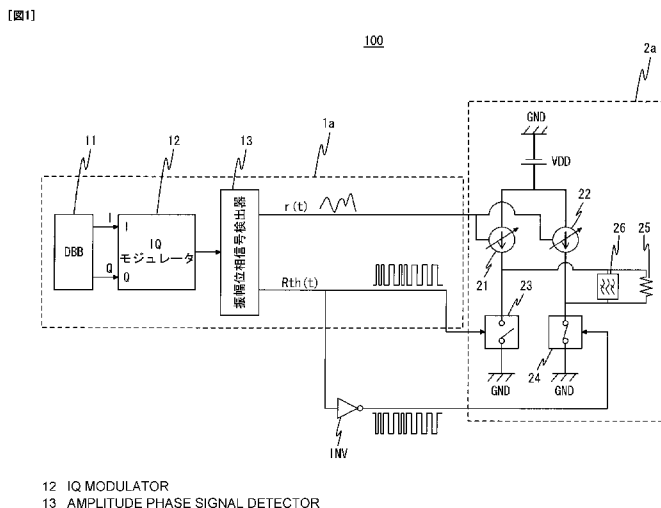 [図1]
100
2a
1a
11
12
13
GND
VDD
22
DBB
I
I
Q
Q
IQ
モジュレータ
振幅位相信号検出器
r(t)
Rth(t)
21
26
25
23
24
GND
GND
INV
12 IQ MODULATOR
13 AMPLITUDE PHASE SIGNAL DETECTOR